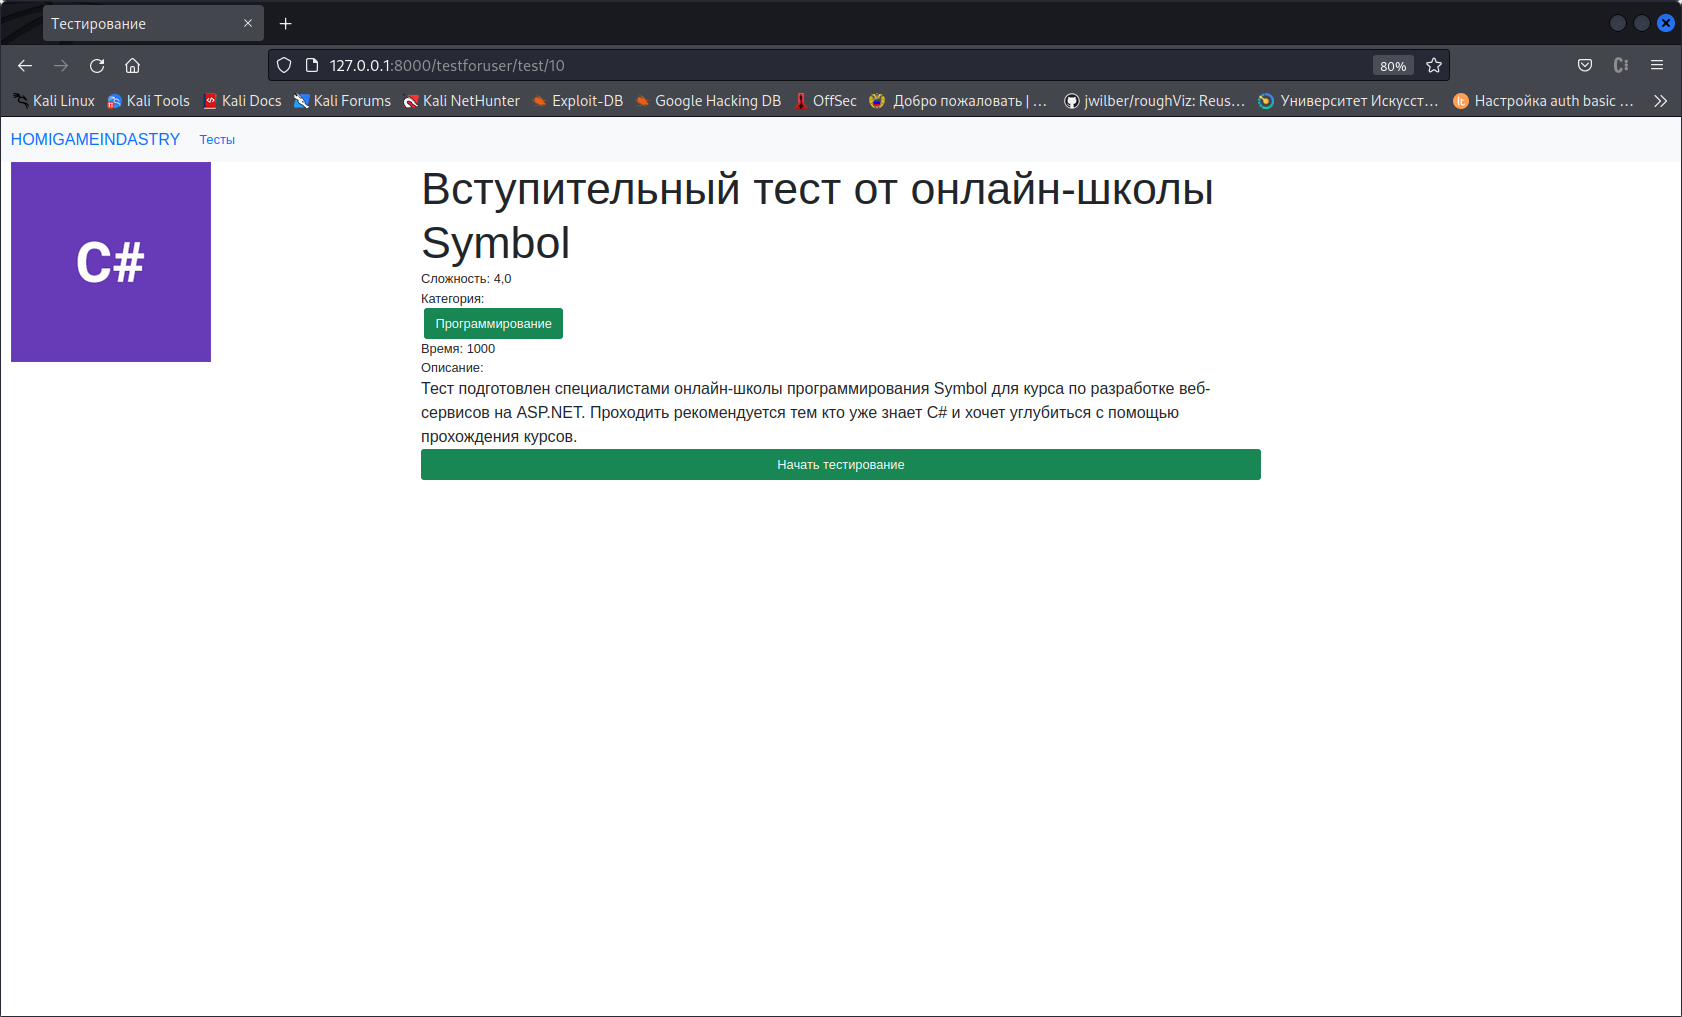 Тестирование
127.0.0.1:8000/testforuser/test/10
80%
Kali Linux
Kali Tools
Kali Docs
Kali Forums
Kali NetHunter
Exploit-DB
Google Hacking DB
OffSec
Добро пожаловать | …
jwilber/roughViz: Reus…
Университет Искусст…
Настройка auth basic …
HOMIGAMEINDASTRY
Тесты
C#
Вступительный тест от онлайн-школы
Symbol
Сложность: 4,0
Категория:
Программирование
Время: 1000
Описание:
Тест подготовлен специалистами онлайн-школы программирования Symbol для курса по разработке веб-
сервисов на ASP.NET. Проходить рекомендуется тем кто уже знает C# и хочет углубиться с помощью
прохождения курсов.
Начать тестирование